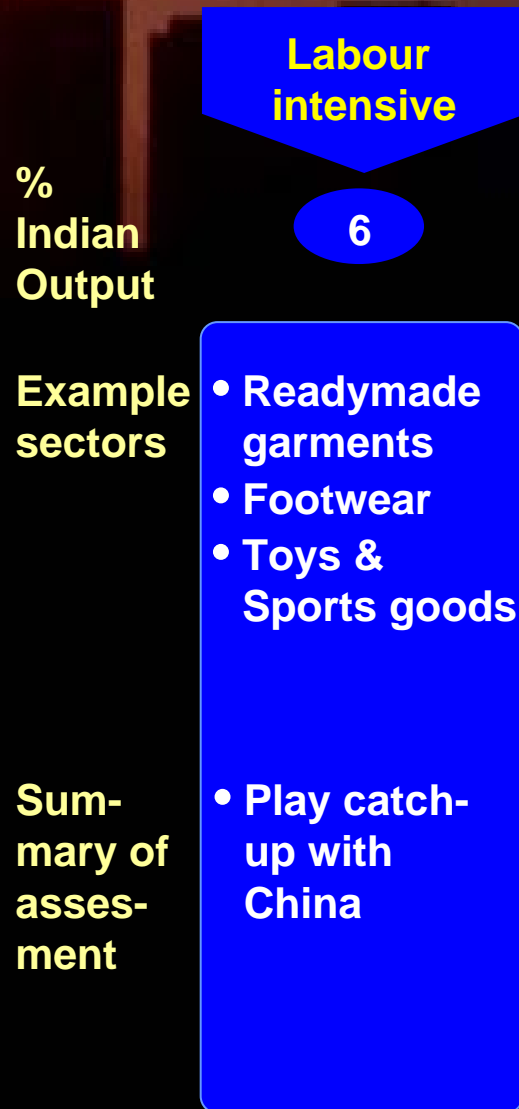 Labour
intensive
%
Indian
Output
6
Example
sectors
• Readymade
garments
• Footwear
• Toys &
Sports goods
Sum-
mary of
asses-
ment
• Play catch-
up with
China